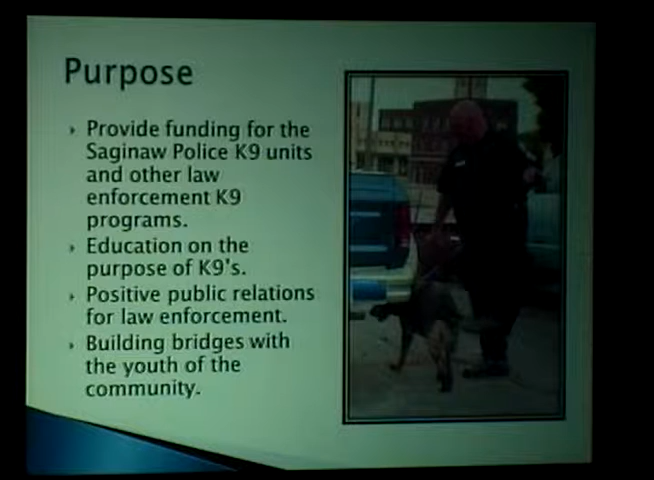 Purpose
Provide funding for the
Saginaw Police K9 units
and other law
enforcement K9
programs.
Education on the
purpose of K9's.
Positive public relations
for law enforcement.
Building bridges with
the youth of the
community.